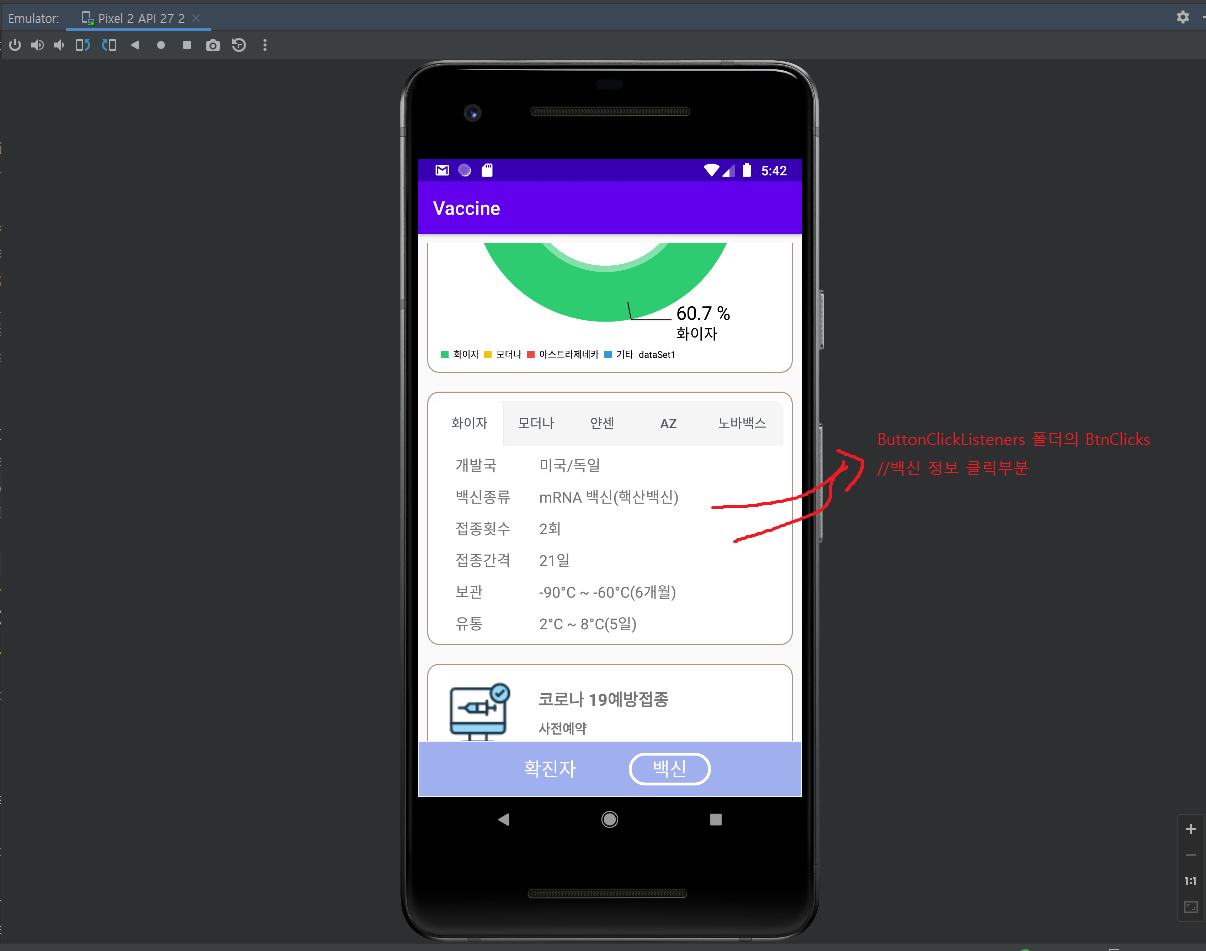 Emulator: Pixel 2 API 27 2
5:42
Vaccine
60.7 %
화이자
화이자 모더나 아스트라제네카 기타 dataSet1
화이자 모더나 얀센 AZ 노바백스
개발국 미국/독일
백신종류 mRNA 백신(핵산백신)
접종횟수 2회
접종간격 21일
보관 -90°C ~ -60°C(6개월)
유통 2°C ~ 8°C(5일)
ButtonClickListeners 폴더의 BtnClicks
//백신 정보 클릭부분
코로나 19예방접종
사전예약
확진자 백신
1:1